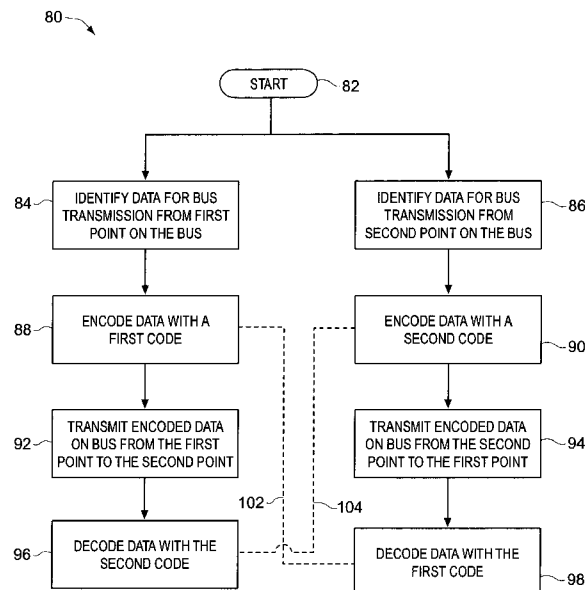 80
START
82
84
IDENTIFY DATA FOR BUS
TRANSMISSION FROM FIRST
POINT ON THE BUS
IDENTIFY DATA FOR BUS
TRANSMISSION FROM
SECOND POINT ON THE BUS
86
88
ENCODE DATA WITH A
FIRST CODE
ENCODE DATA WITH A
SECOND CODE
90
92
TRANSMIT ENCODED DATA
ON BUS FROM THE FIRST
POINT TO THE SECOND POINT
TRANSMIT ENCODED DATA
ON BUS FROM THE SECOND
POINT TO THE FIRST POINT
94
102
104
96
DECODE DATA WITH THE
SECOND CODE
DECODE DATA WITH THE
FIRST CODE
98